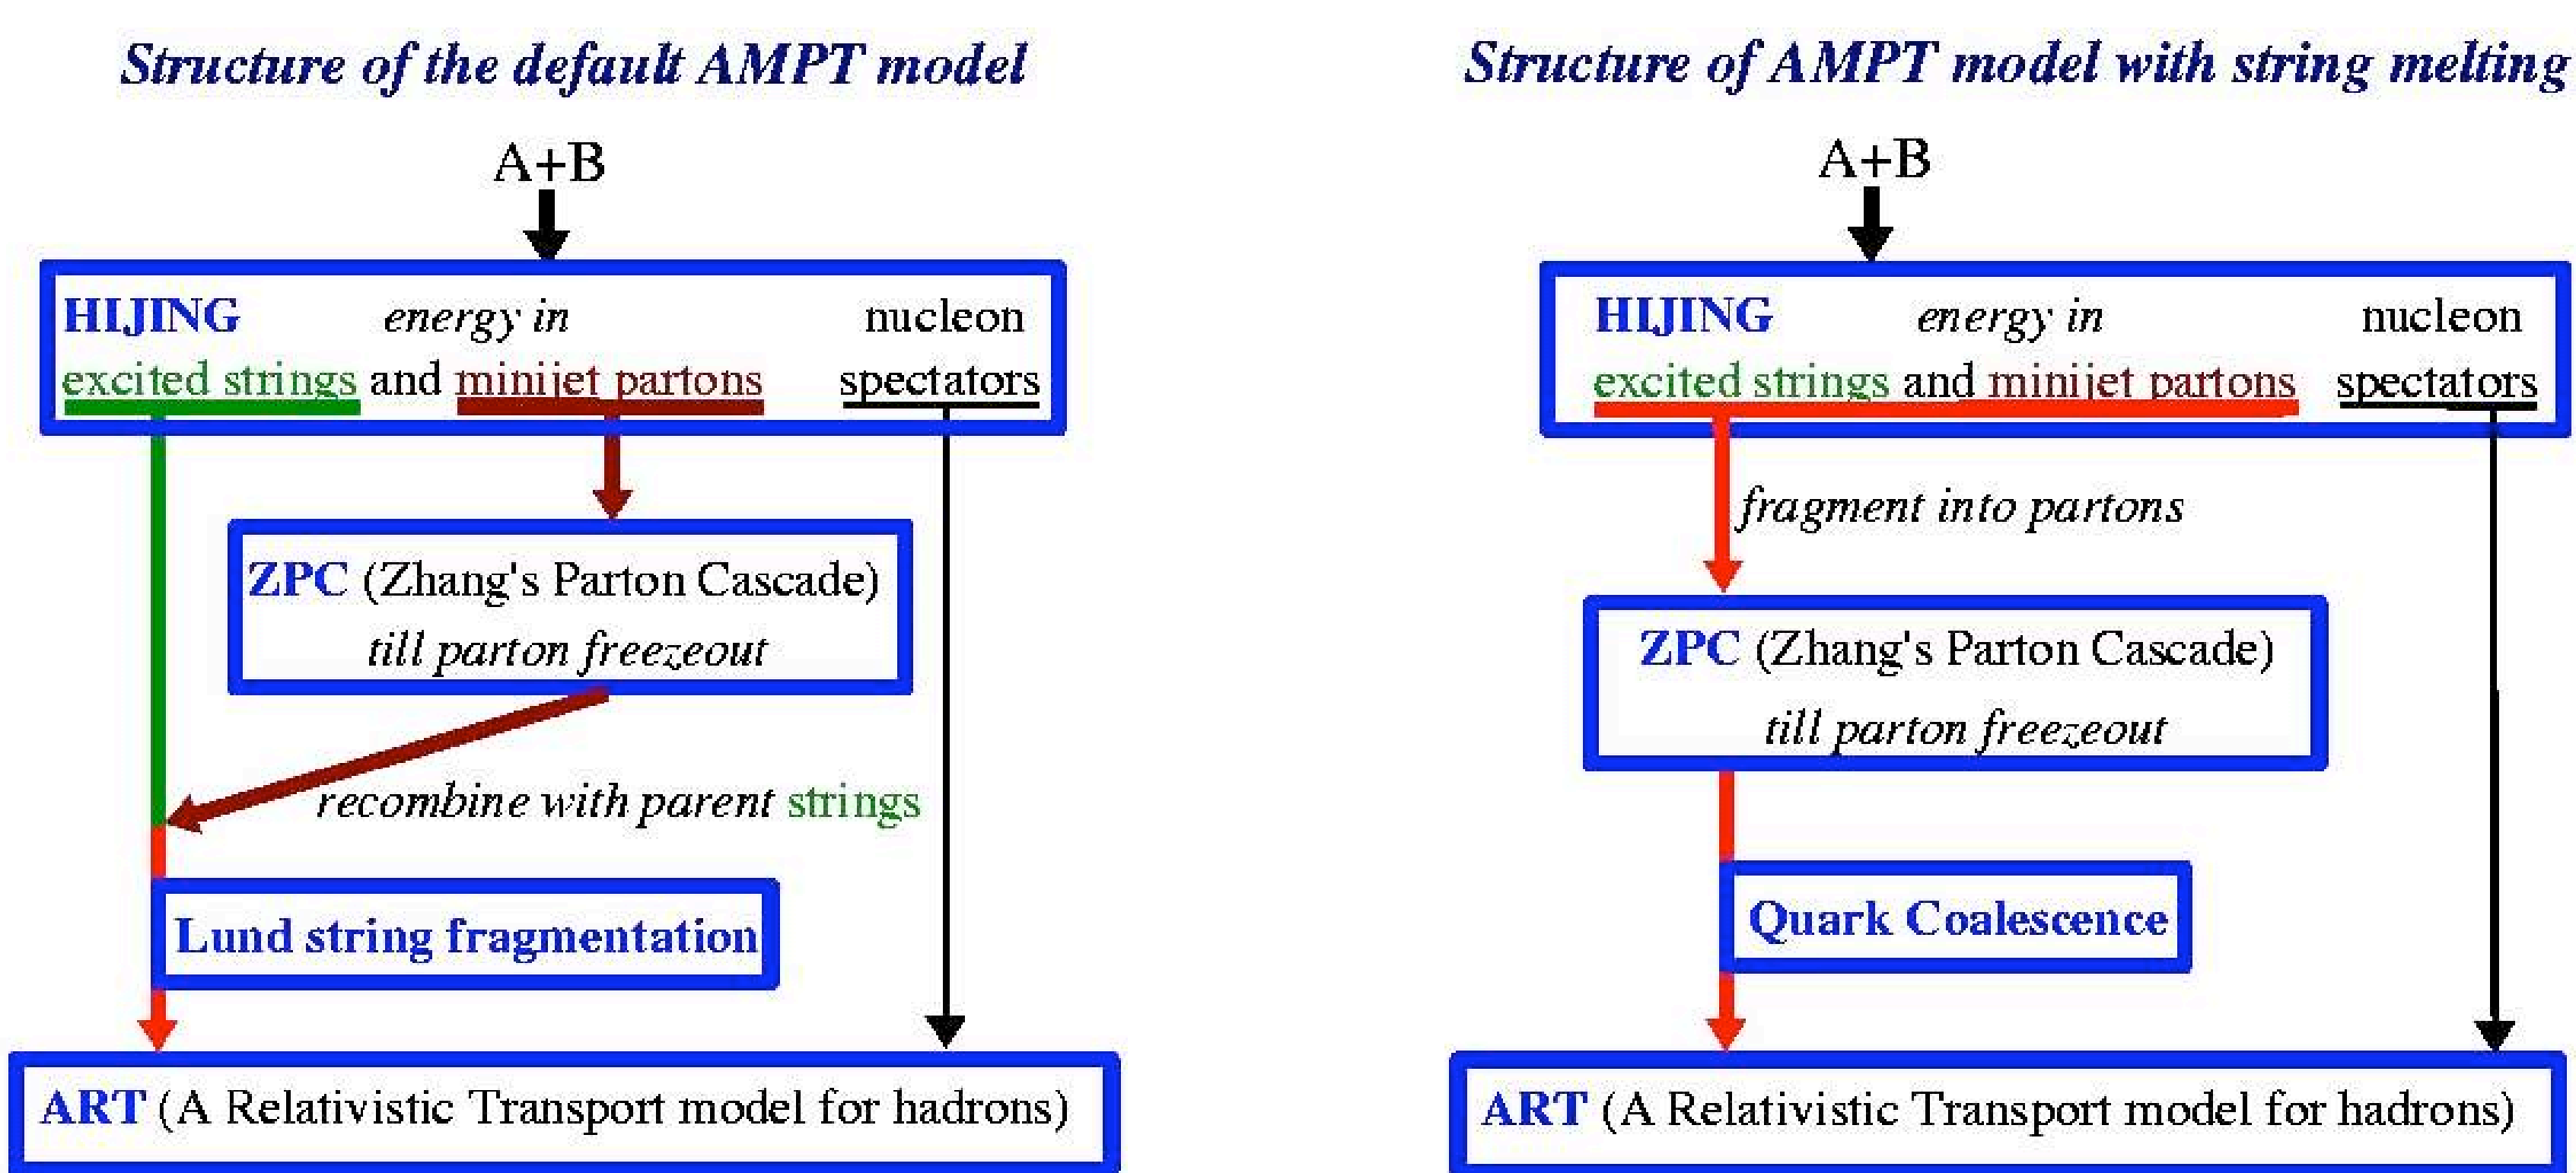 Structure of the default AMPT model
A+B
HIJING energy in nucleon
excited strings and minijet partons spectators
ZPC (Zhang's Parton Cascade)
till parton freezeout
recombine with parent strings
Lund string fragmentation
ART (A Relativistic Transport model for hadrons)
Structure of AMPT model with string melting
A+B
HIJING energy in nucleon
excited strings and minijet partons spectators
fragment into partons
ZPC (Zhang's Parton Cascade)
till parton freezeout
Quark Coalescence
ART (A Relativistic Transport model for hadrons)